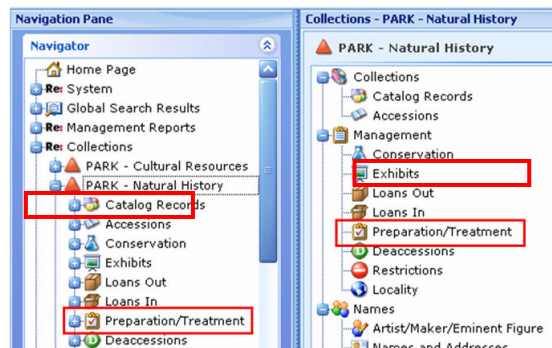 Navigation Pane
Navigator
Home Page
Re: System
Global Search Results
Re: Management Reports
Re: Collections
PARK - Cultural Resources
PARK - Natural History
Catalog Records
Accessions
Conservation
Exhibits
Loans Out
Loans In
Preparation/Treatment
Deaccessions
Collections - PARK - Natural History
PARK - Natural History
Collections
Catalog Records
Accessions
Management
Conservation
Exhibits
Loans Out
Loans In
Preparation/Treatment
Deaccessions
Restrictions
Locality
Names
Artist/Maker/Eminent Figure
Names and Addresses